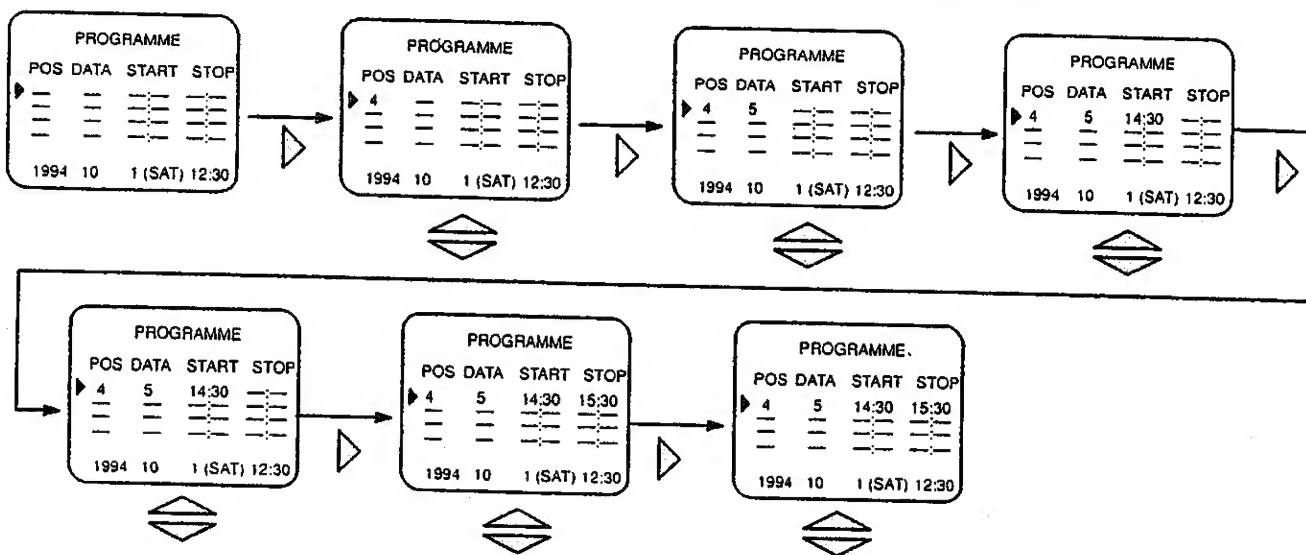 PROGRAMME
POS DATA START STOP
1994 10 1 (SAT) 12:30
PROGRAMME
POS DATA START STOP
4
1994 10 1 (SAT) 12:30
PROGRAMME
POS DATA START STOP
4 5
1994 10 1 (SAT) 12:30
PROGRAMME
POS DATA START STOP
4 5 14:30
1994 10 1 (SAT) 12:30
PROGRAMME
POS DATA START STOP
4 5 14:30
1994 10 1 (SAT) 12:30
PROGRAMME
POS DATA START STOP
4 5 14:30 15:30
1994 10 1 (SAT) 12:30
PROGRAMME.
POS DATA START STOP
4 5 14:30 15:30
1994 10 1 (SAT) 12:30